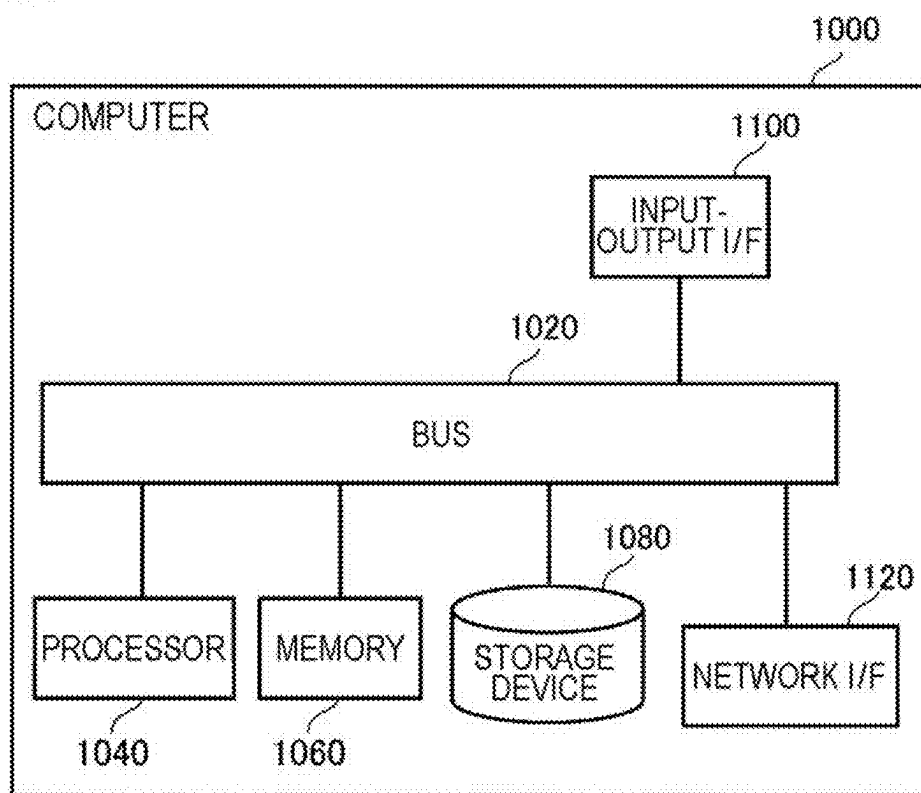 1000
COMPUTER
1100
INPUT-
OUTPUT I/F
1020
BUS
1080
1120
PROCESSOR
MEMORY
STORAGE
DEVICE
NETWORK I/F
1040
1060